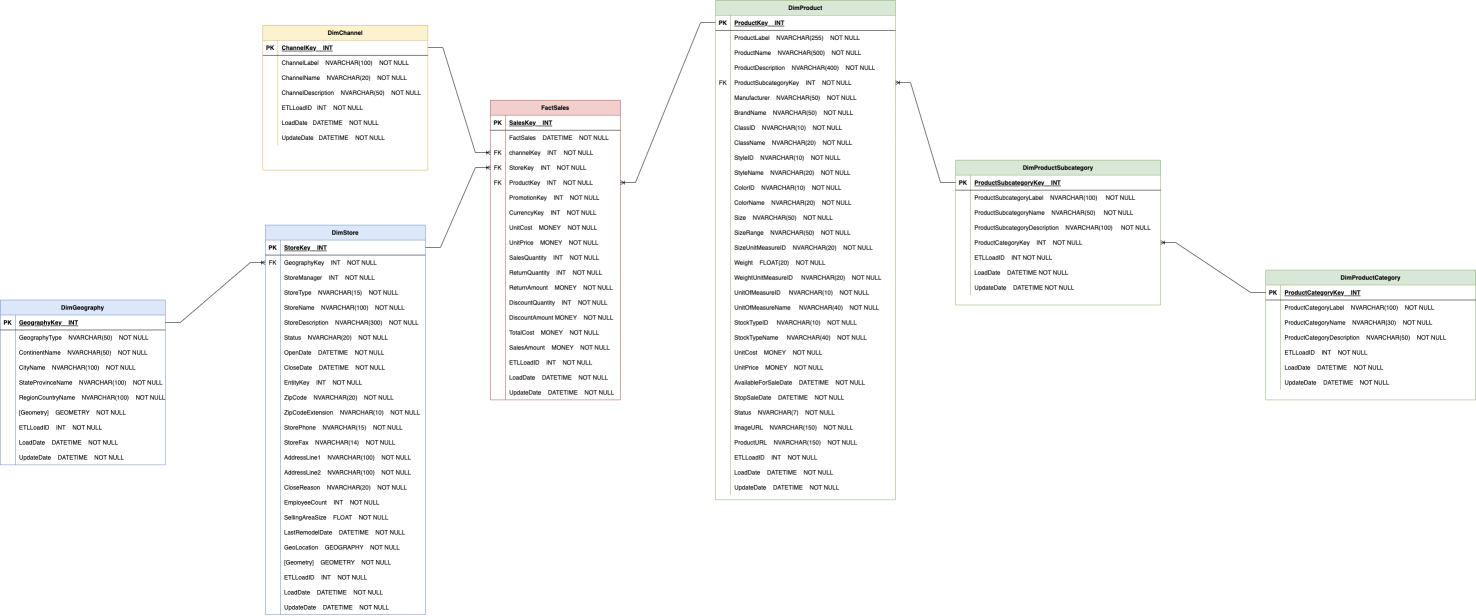 DimChannel
PK ChannelKey INT
ChannelLabel NVARCHAR(100) NOT NULL
ChannelName NVARCHAR(20) NOT NULL
ChannelDescription NVARCHAR(50) NOT NULL
ETLLoadID INT NOT NULL
LoadDate DATETIME NOT NULL
UpdateDate DATETIME NOT NULL
DimGeography
PK GeographyKey INT
GeographyType NVARCHAR(50) NOT NULL
ContinentName NVARCHAR(50) NOT NULL
CityName NVARCHAR(100) NOT NULL
StateProvinceName NVARCHAR(100) NOT NULL
RegionCountryName NVARCHAR(100) NOT NULL
[Geometry] GEOMETRY NOT NULL
ETLLoadID INT NOT NULL
LoadDate DATETIME NOT NULL
UpdateDate DATETIME NOT NULL
DimStore
PK StoreKey INT
FK GeographyKey INT NOT NULL
StoreManager INT NOT NULL
StoreType NVARCHAR(15) NOT NULL
StoreName NVARCHAR(100) NOT NULL
StoreDescription NVARCHAR(300) NOT NULL
Status NVARCHAR(20) NOT NULL
OpenDate DATETIME NOT NULL
CloseDate DATETIME NOT NULL
EntityKey INT NOT NULL
ZipCode NVARCHAR(20) NOT NULL
ZipCodeExtension NVARCHAR(10) NOT NULL
StorePhone NVARCHAR(15) NOT NULL
StoreFax NVARCHAR(14) NOT NULL
AddressLine1 NVARCHAR(100) NOT NULL
AddressLine2 NVARCHAR(100) NOT NULL
CloseReason NVARCHAR(20) NOT NULL
EmployeeCount INT NOT NULL
SellingAreaSize FLOAT NOT NULL
LastRemodelDate DATETIME NOT NULL
GeoLocation GEOGRAPHY NOT NULL
[Geometry] GEOMETRY NOT NULL
ETLLoadID INT NOT NULL
LoadDate DATETIME NOT NULL
UpdateDate DATETIME NOT NULL
FactSales
PK SalesKey INT
FactSales DATETIME NOT NULL
FK channelKey INT NOT NULL
FK StoreKey INT NOT NULL
FK ProductKey INT NOT NULL
PromotionKey INT NOT NULL
CurrencyKey INT NOT NULL
UnitCost MONEY NOT NULL
UnitPrice MONEY NOT NULL
SalesQuantity INT NOT NULL
ReturnQuantity INT NOT NULL
ReturnAmount MONEY NOT NULL
DiscountQuantity INT NOT NULL
DiscountAmount MONEY NOT NULL
TotalCost MONEY NOT NULL
SalesAmount MONEY NOT NULL
ETLLoadID INT NOT NULL
LoadDate DATETIME NOT NULL
UpdateDate DATETIME NOT NULL
DimProduct
PK ProductKey INT
ProductLabel NVARCHAR(255) NOT NULL
ProductName NVARCHAR(500) NOT NULL
ProductDescription NVARCHAR(400) NOT NULL
FK ProductSubcategoryKey INT NOT NULL
Manufacturer NVARCHAR(50) NOT NULL
BrandName NVARCHAR(50) NOT NULL
ClassID NVARCHAR(10) NOT NULL
ClassName NVARCHAR(20) NOT NULL
StyleID NVARCHAR(10) NOT NULL
StyleName NVARCHAR(20) NOT NULL
ColorID NVARCHAR(10) NOT NULL
ColorName NVARCHAR(20) NOT NULL
Size NVARCHAR(50) NOT NULL
SizeRange NVARCHAR(50) NOT NULL
SizeUnitMeasureID NVARCHAR(20) NOT NULL
Weight FLOAT(20) NOT NULL
WeightUnitMeasureID NVARCHAR(20) NOT NULL
UnitOfMeasureID NVARCHAR(10) NOT NULL
UnitOfMeasureName NVARCHAR(40) NOT NULL
StockTypeID NVARCHAR(10) NOT NULL
StockTypeName NVARCHAR(40) NOT NULL
UnitCost MONEY NOT NULL
UnitPrice MONEY NOT NULL
AvailableForSaleDate DATETIME NOT NULL
StopSaleDate DATETIME NOT NULL
Status NVARCHAR(7) NOT NULL
ImageURL NVARCHAR(150) NOT NULL
ProductURL NVARCHAR(150) NOT NULL
ETLLoadID INT NOT NULL
LoadDate DATETIME NOT NULL
UpdateDate DATETIME NOT NULL
DimProductSubcategory
PK ProductSubcategoryKey INT
ProductSubcategoryLabel NVARCHAR(100) NOT NULL
ProductSubcategoryName NVARCHAR(50) NOT NULL
ProductSubcategoryDescription NVARCHAR(100) NOT NULL
ProductCategoryKey INT NOT NULL
ETLLoadID INT NOT NULL
LoadDate DATETIME NOT NULL
UpdateDate DATETIME NOT NULL
DimProductCategory
PK ProductCategoryKey INT
ProductCategoryLabel NVARCHAR(100) NOT NULL
ProductCategoryName NVARCHAR(30) NOT NULL
ProductCategoryDescription NVARCHAR(50) NOT NULL
ETLLoadID INT NOT NULL
LoadDate DATETIME NOT NULL
UpdateDate DATETIME NOT NULL